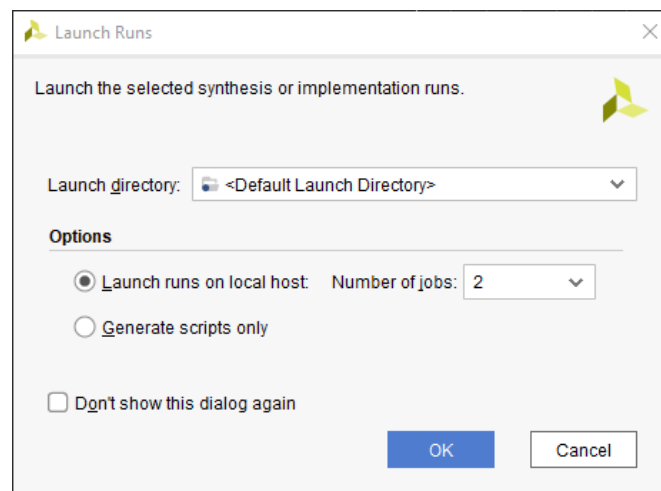 Launch Runs
Launch the selected synthesis or implementation runs.
Launch directory: <Default Launch Directory>
Options
Launch runs on local host: Number of jobs: 2
Generate scripts only
Don't show this dialog again
OK Cancel